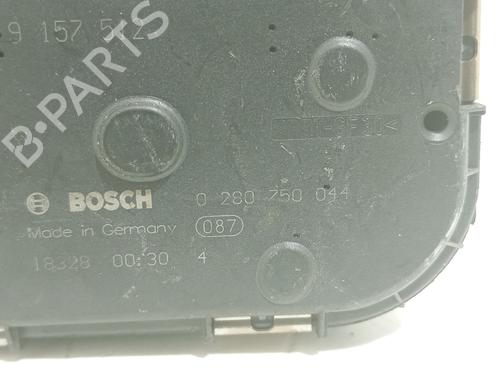 9 157 512
B-PARTS
BOSCH 0 280 750 044
Made in Germany 087
18328 00:30 4